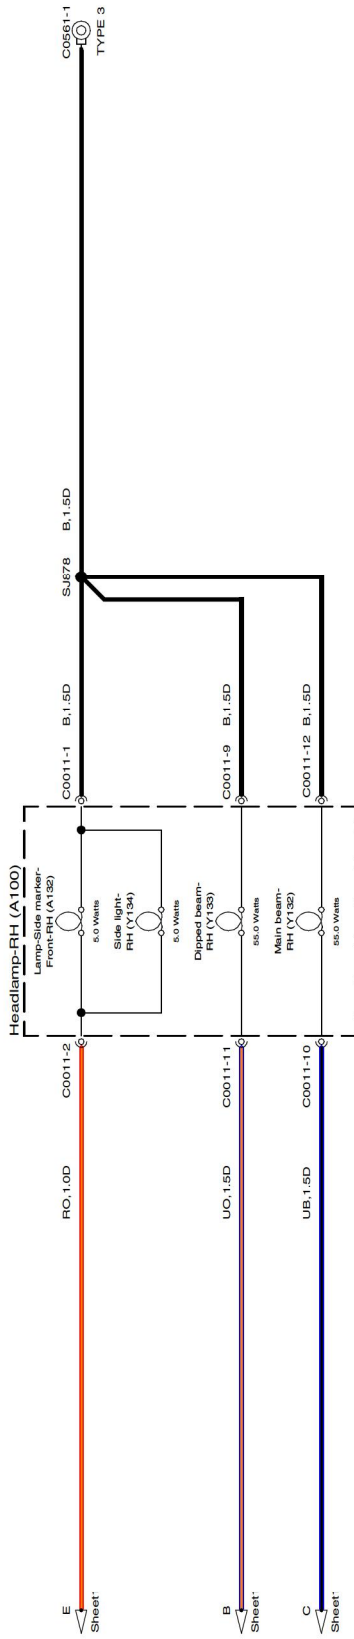 Headlamp-RH (A100)
E
Sheet
RO,1.0D
C0011-2
Lamp-Side marker-
Front-RH (A132)
5.0 Watts
C0011-1
B,1.5D
SJ878
B,1.5D
C0561-1
TYPE 3
Side light-
RH (Y134)
5.0 Watts
B
Sheet
UO,1.5D
C0011-11
Dipped beam-
RH (Y133)
55.0 Watts
C0011-9
B,1.5D
C
Sheet
UB,1.5D
C0011-10
Main beam-
RH (Y132)
55.0 Watts
C0011-12
B,1.5D